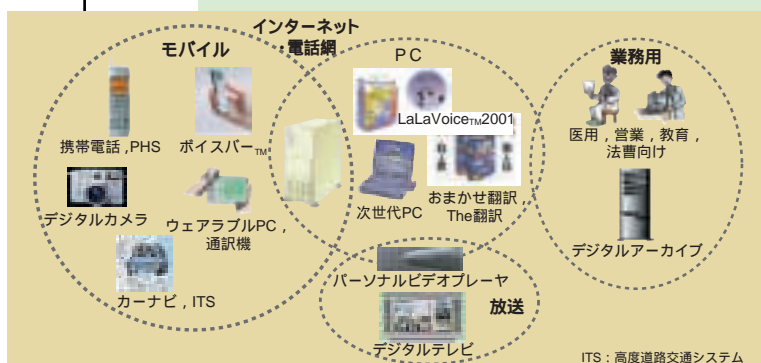 モバイル
インターネット
・電話網
PC
業務用
LaLaVoiceTM2001
携帯電話,PHS
ボイスバーTM
医用,営業,教育,
法曹向け
デジタルカメラ
ウェアラブルPC,
通訳機
次世代PC
おまかせ翻訳,
The翻訳
デジタルアーカイブ
カーナビ,ITS
パーソナルビデオプレーヤ
放送
デジタルテレビ
ITS:高度道路交通システム